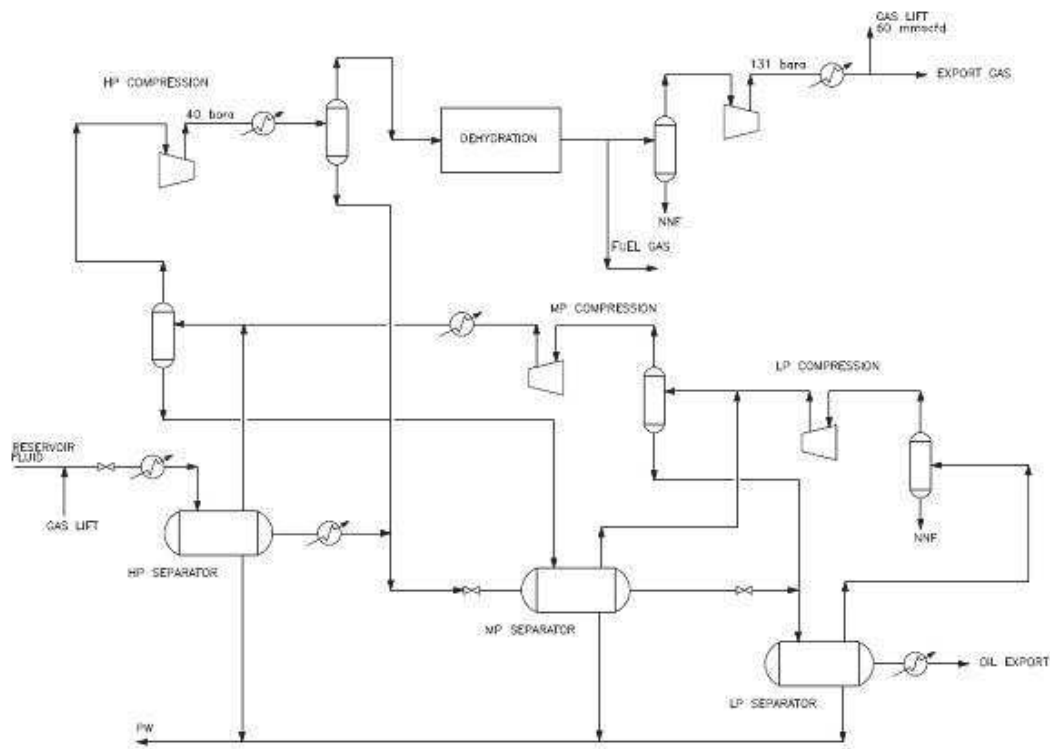 GAS LIFT
60 mmscfd
131 bara
EXPORT GAS
HP COMPRESSION
40 bara
DEHYDRATION
NNF
FUEL GAS
MP COMPRESSION
LP COMPRESSION
RESERVOIR
FLUID
GAS LIFT
NNF
HP SEPARATOR
MP SEPARATOR
OIL EXPORT
LP SEPARATOR
PW